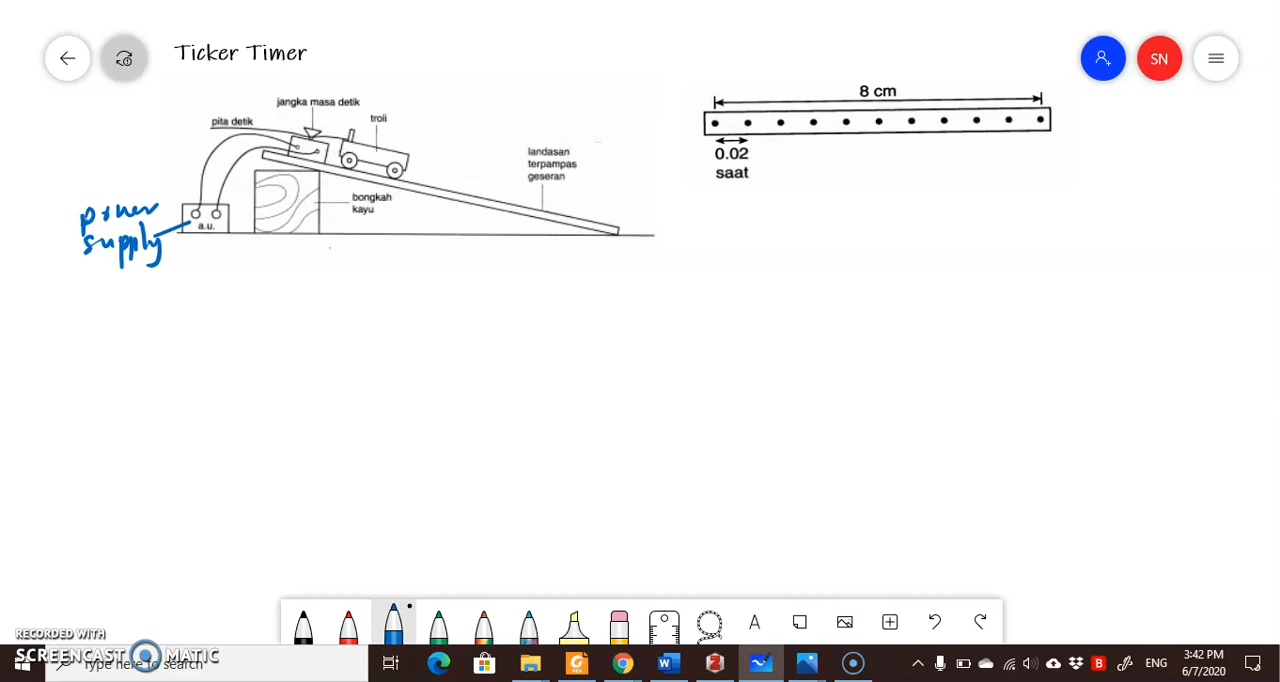 Ticker Timer
SN
jangka masa detik
pita detik
troli
landasan
terpampas
geseran
bongkah
kayu
a.u.
power
supply
8 cm
0.02
saat
A
RECORDED WITH
SCREENCAST MATIC
Type here to search
W
B
ENG
3:42 PM
6/7/2020